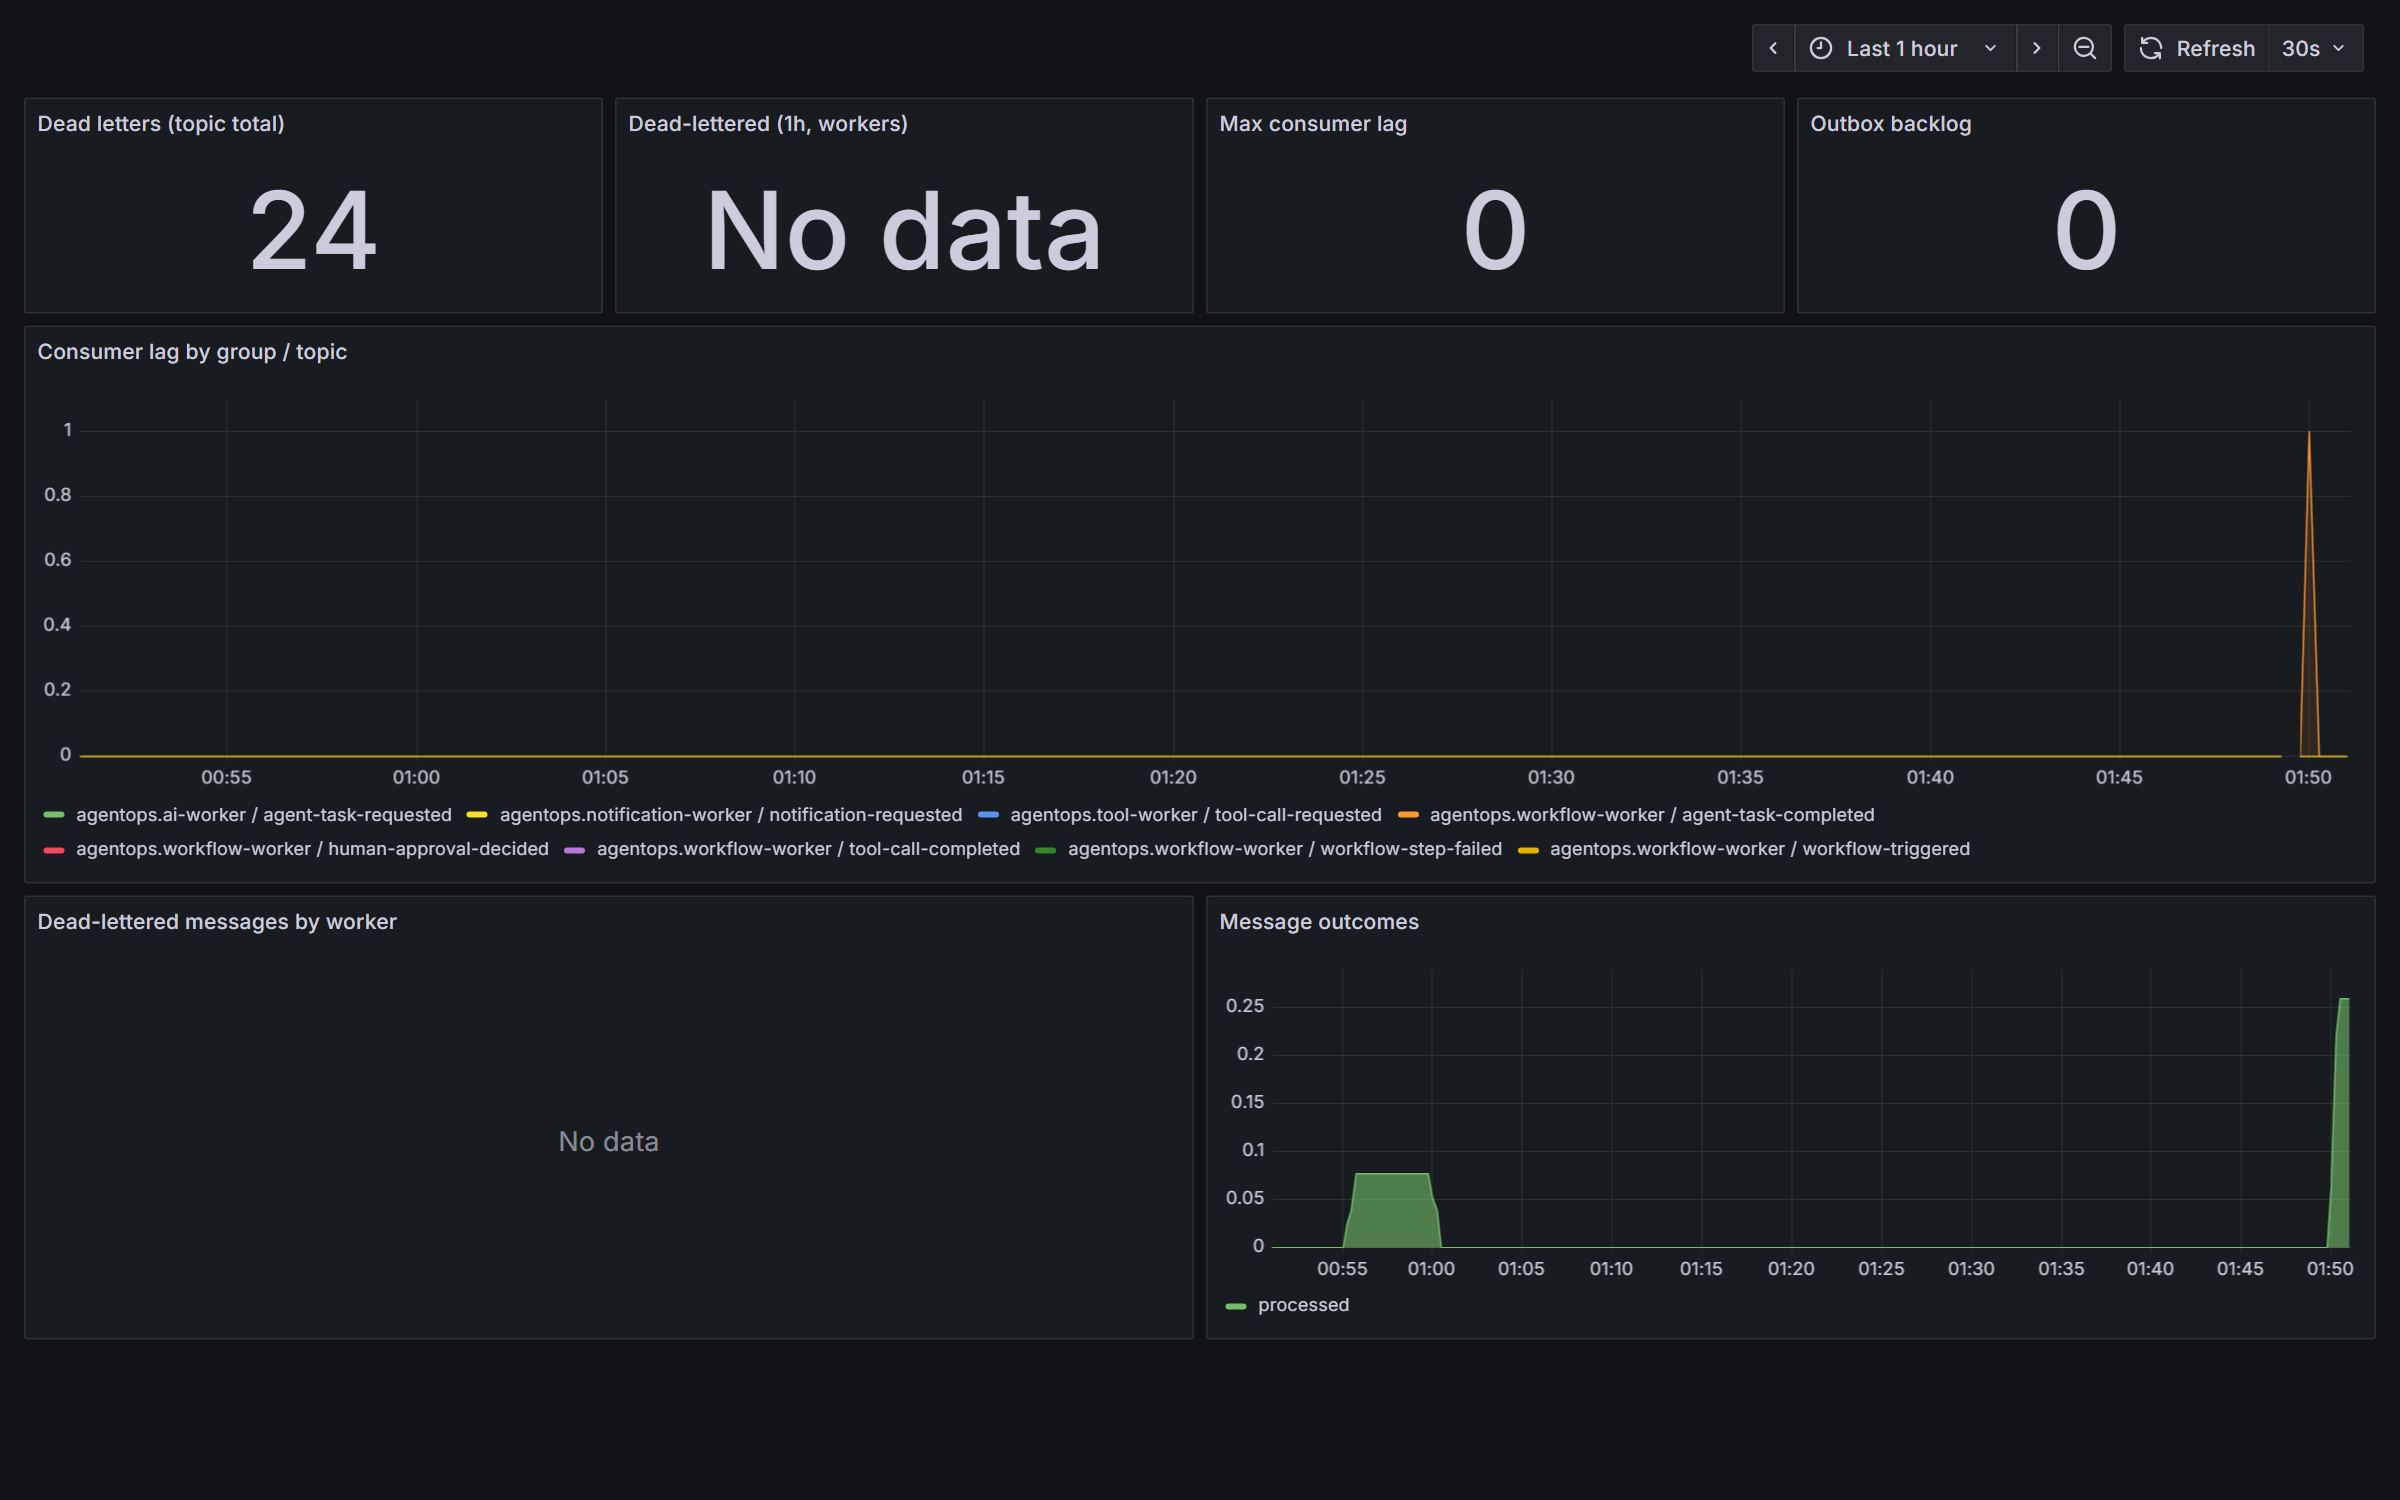 Last 1 hour
Refresh
30s
Dead letters (topic total)
24
Dead-lettered (1h, workers)
No data
Max consumer lag
0
Outbox backlog
0
Consumer lag by group / topic
1
0.8
0.6
0.4
0.2
0
00:55 01:00 01:05 01:10 01:15 01:20 01:25 01:30 01:35 01:40 01:45 01:50
agentops.ai-worker / agent-task-requested agentops.notification-worker / notification-requested agentops.tool-worker / tool-call-requested agentops.workflow-worker / agent-task-completed
agentops.workflow-worker / human-approval-decided agentops.workflow-worker / tool-call-completed agentops.workflow-worker / workflow-step-failed agentops.workflow-worker / workflow-triggered
Dead-lettered messages by worker
No data
Message outcomes
0.25
0.2
0.15
0.1
0.05
0
00:55 01:00 01:05 01:10 01:15 01:20 01:25 01:30 01:35 01:40 01:45 01:50
processed